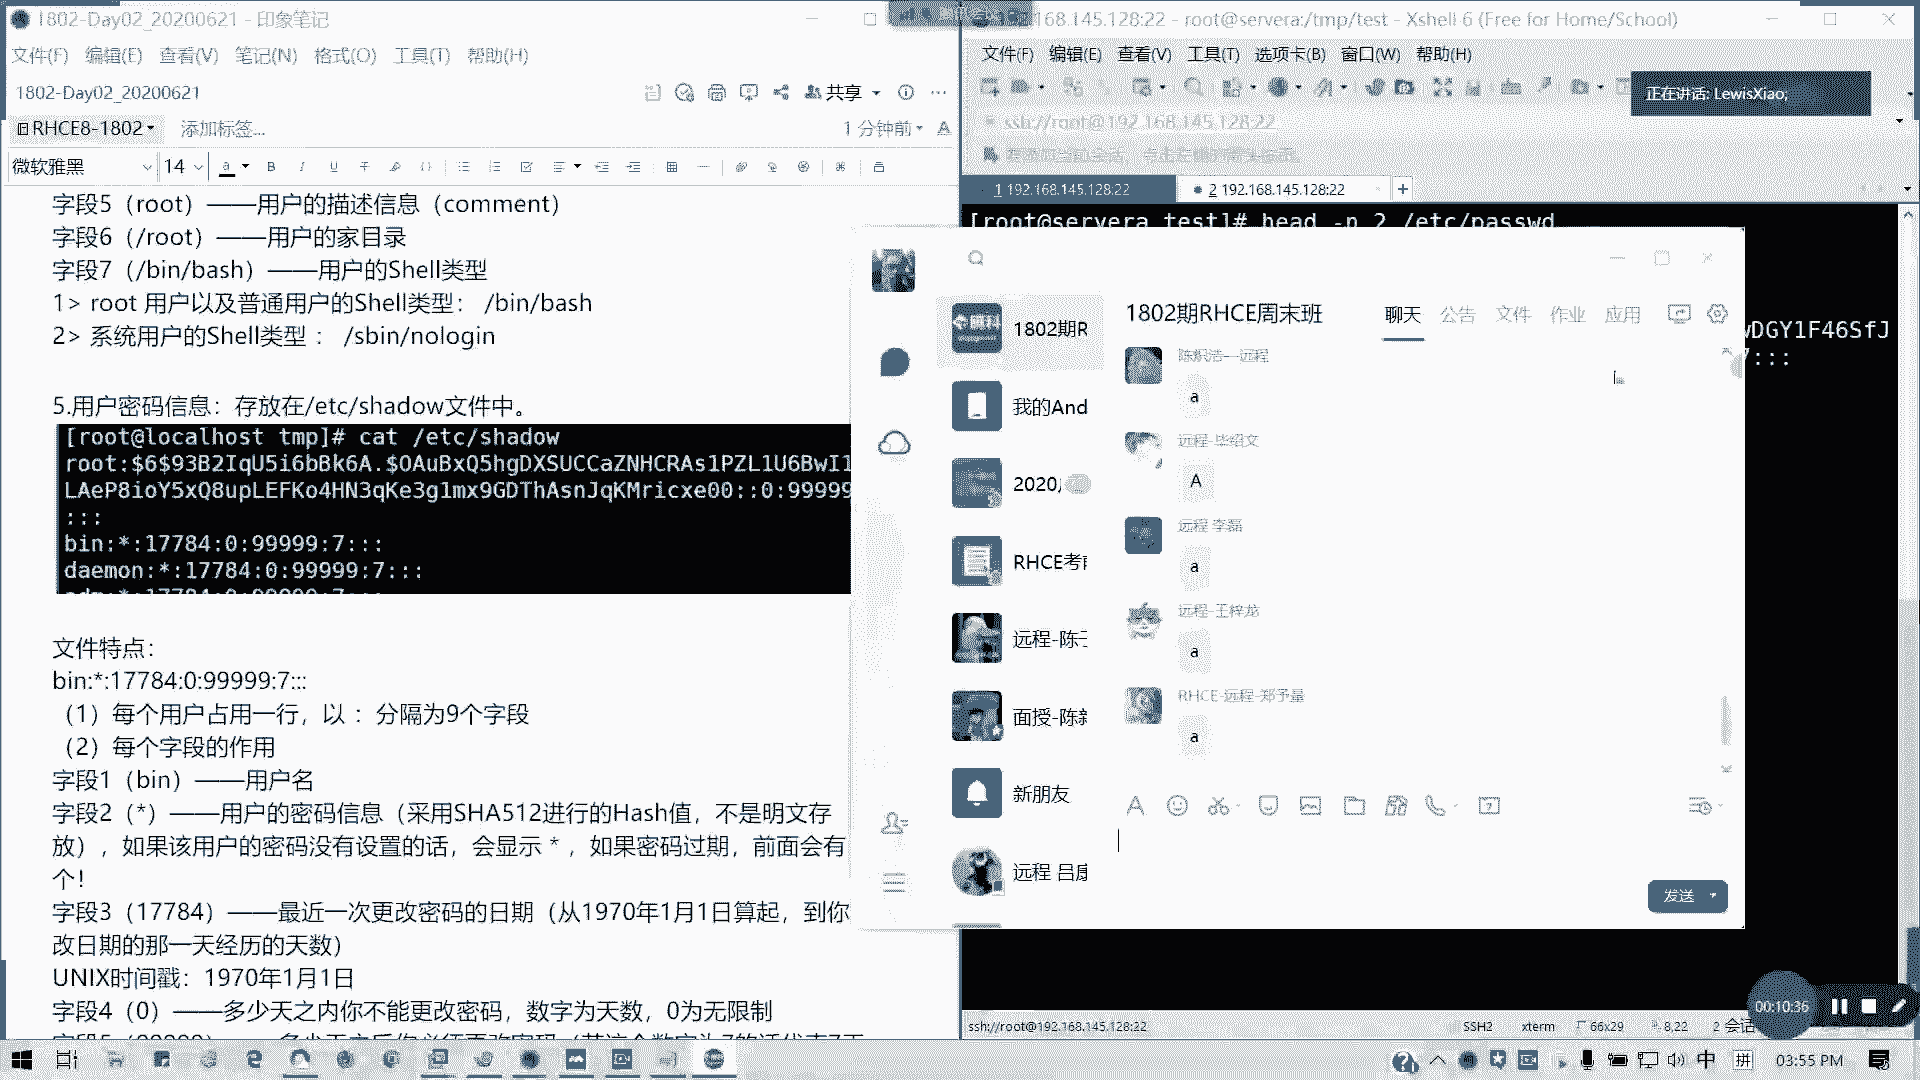 1802-Day02_20200621 - 印象笔记
文件(F) 编辑(E) 查看(V) 笔记(N) 格式(O) 工具(T) 帮助(H)
1802-Day02_20200621
共享
RHCE8-1802
添加标签...
1 分钟前
微软雅黑
14
字段5（root）——用户的描述信息（comment）
字段6（/root）——用户的家目录
字段7（/bin/bash）——用户的Shell类型
1> root 用户以及普通用户的Shell类型： /bin/bash
2> 系统用户的Shell类型 ： /sbin/nologin
5.用户密码信息：存放在/etc/shadow文件中。
[root@localhost tmp]# cat /etc/shadow
root:$6$93B2IqU5i6bBk6A.$OAuBxQ5hgDXSUCCaZNHCRAs1PZL1U6BwI1
LAeP8ioY5xQ8upLEFKo4HN3qKe3g1mx9GDThAsnJqKMricxe00::0:99999
:::
bin:*:17784:0:99999:7:::
daemon:*:17784:0:99999:7:::
文件特点：
bin:*:17784:0:99999:7:::
（1）每个用户占用一行，以 ：分隔为9个字段
（2）每个字段的作用
字段1（bin）——用户名
字段2（*）——用户的密码信息（采用SHA512进行的Hash值，不是明文存
放），如果该用户的密码没有设置的话，会显示 * ，如果密码过期，前面会有
个！
字段3（17784）——最近一次更改密码的日期（从1970年1月1日算起，到你
改日期的那一天经历的天数）
UNIX时间戳：1970年1月1日
字段4（0）——多少天之内你不能更改密码，数字为天数，0为无限制
68.145.128:22 - root@servera:/tmp/test - Xshell 6 (Free for Home/School)
文件(F) 编辑(E) 查看(V) 工具(T) 选项卡(B) 窗口(W) 帮助(H)
正在讲话: LewisXiao;
ssh://root@192.168.145.128:22
1 192.168.145.128:22
2 192.168.145.128:22
[root@servera test]# head -n 2 /etc/passwd
wDGY1F46SfJ
7:::
1802期R
我的And
2020
RHCE考前
远程-陈
面授-陈新
新朋友
远程 吕
1802期RHCE周末班
聊天 公告 文件 作业 应用
a
A
远程 李磊
a
远程-王梓龙
a
RHCE-远程-郑予量
a
发送
00:10:36
ssh://root@192.168.145.128:22
SSH2
xterm
66x29
8,22
2 会话
中
拼
03:55 PM